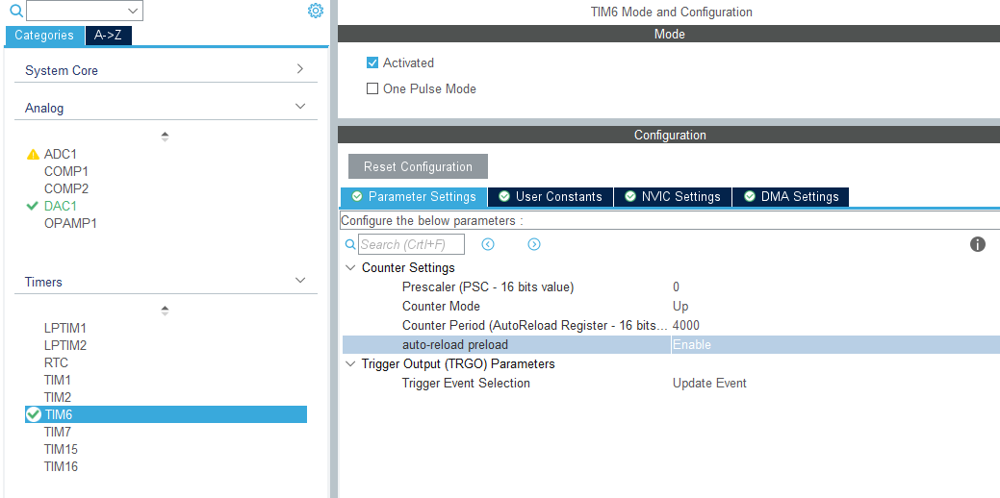 Categories
A->Z
System Core
Analog
ADC1
COMP1
COMP2
DAC1
OPAMP1
Timers
LPTIM1
LPTIM2
RTC
TIM1
TIM2
TIM6
TIM7
TIM15
TIM16
TIM6 Mode and Configuration
Mode
Activated
One Pulse Mode
Configuration
Reset Configuration
Parameter Settings
User Constants
NVIC Settings
DMA Settings
Configure the below parameters :
Search (Crtl+F)
i
Counter Settings
Prescaler (PSC - 16 bits value) 0
Counter Mode Up
Counter Period (AutoReload Register - 16 bits... 4000
auto-reload preload Enable
Trigger Output (TRGO) Parameters
Trigger Event Selection Update Event